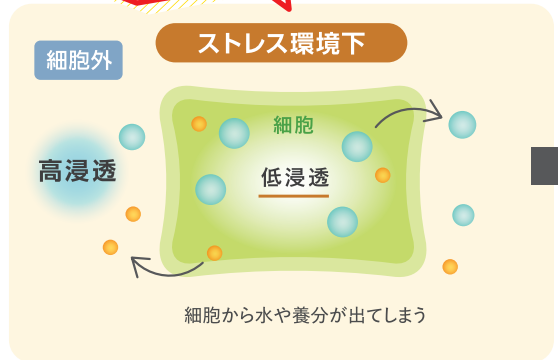 ストレス環境下
細胞外
細胞
高浸透
低浸透
細胞から水や養分が出てしまう